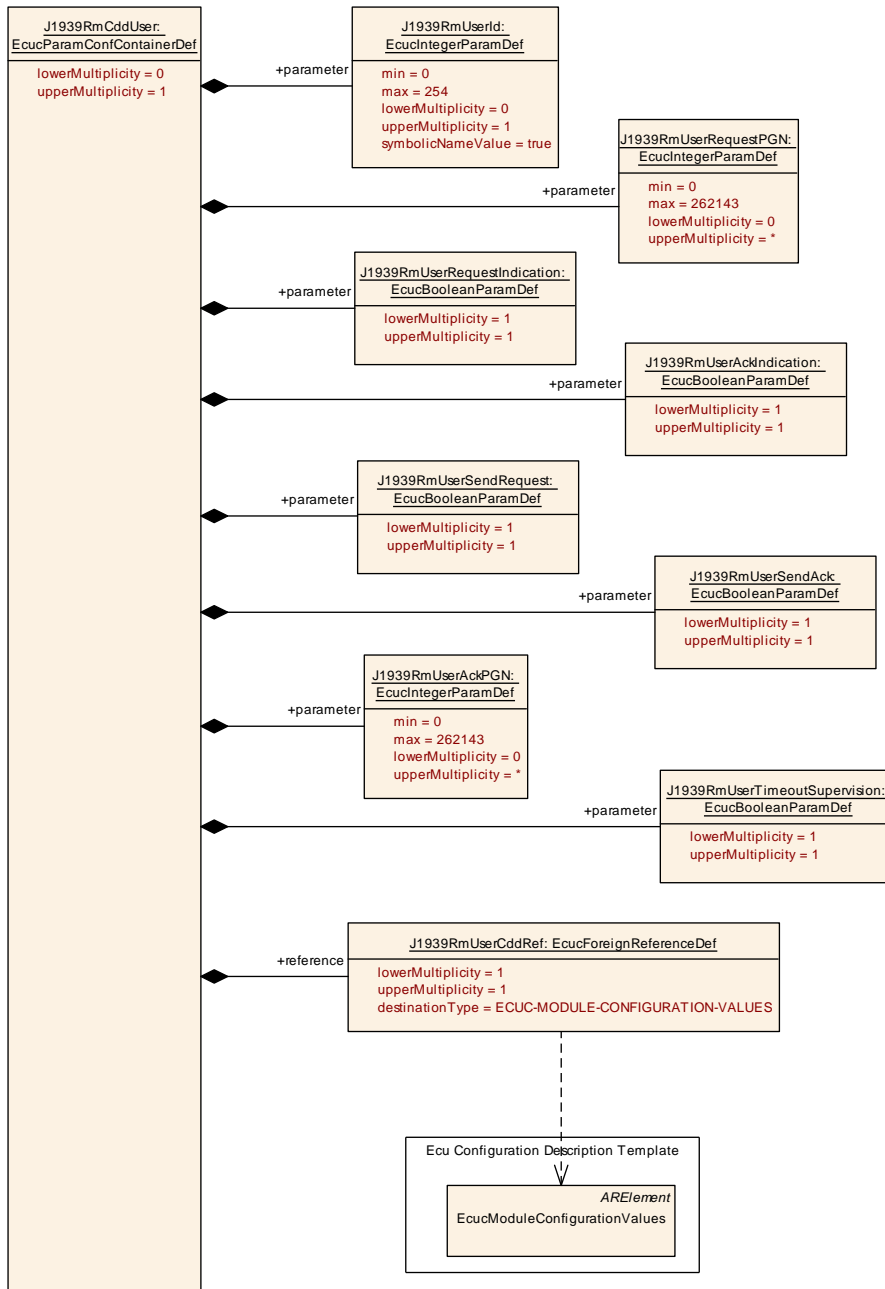 J1939RmCddUser:
EcucParamConfContainerDef
lowerMultiplicity = 0
upperMultiplicity = 1
+parameter
J1939RmUserId:
EcucIntegerParamDef
min = 0
max = 254
lowerMultiplicity = 0
upperMultiplicity = 1
symbolicNameValue = true
+parameter
J1939RmUserRequestPGN:
EcucIntegerParamDef
min = 0
max = 262143
lowerMultiplicity = 0
upperMultiplicity = *
+parameter
J1939RmUserRequestIndication:
EcucBooleanParamDef
lowerMultiplicity = 1
upperMultiplicity = 1
+parameter
J1939RmUserAckIndication:
EcucBooleanParamDef
lowerMultiplicity = 1
upperMultiplicity = 1
+parameter
J1939RmUserSendRequest:
EcucBooleanParamDef
lowerMultiplicity = 1
upperMultiplicity = 1
+parameter
J1939RmUserSendAck:
EcucBooleanParamDef
lowerMultiplicity = 1
upperMultiplicity = 1
+parameter
J1939RmUserAckPGN:
EcucIntegerParamDef
min = 0
max = 262143
lowerMultiplicity = 0
upperMultiplicity = *
+parameter
J1939RmUserTimeoutSupervision:
EcucBooleanParamDef
lowerMultiplicity = 1
upperMultiplicity = 1
+reference
J1939RmUserCddRef: EcucForeignReferenceDef
lowerMultiplicity = 1
upperMultiplicity = 1
destinationType = ECUC-MODULE-CONFIGURATION-VALUES
Ecu Configuration Description Template
ARElement
EcucModuleConfigurationValues